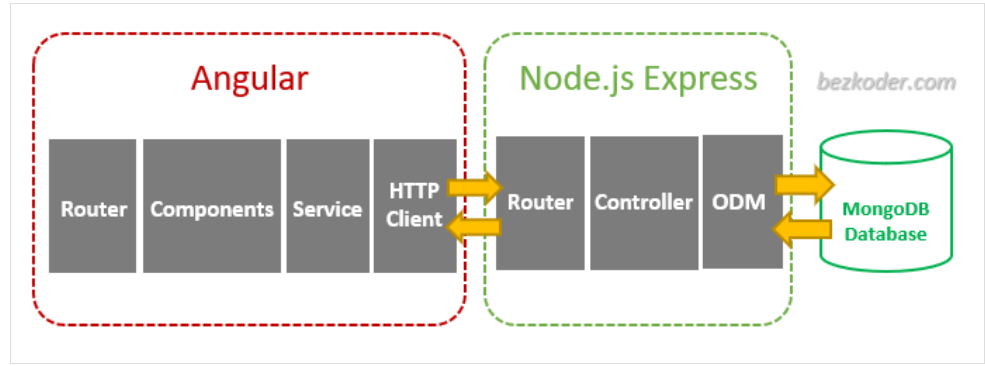 Angular
Node.js Express
bezkoder.com
Router
Components
Service
HTTP
Client
Router
Controller
ODM
MongoDB
Database